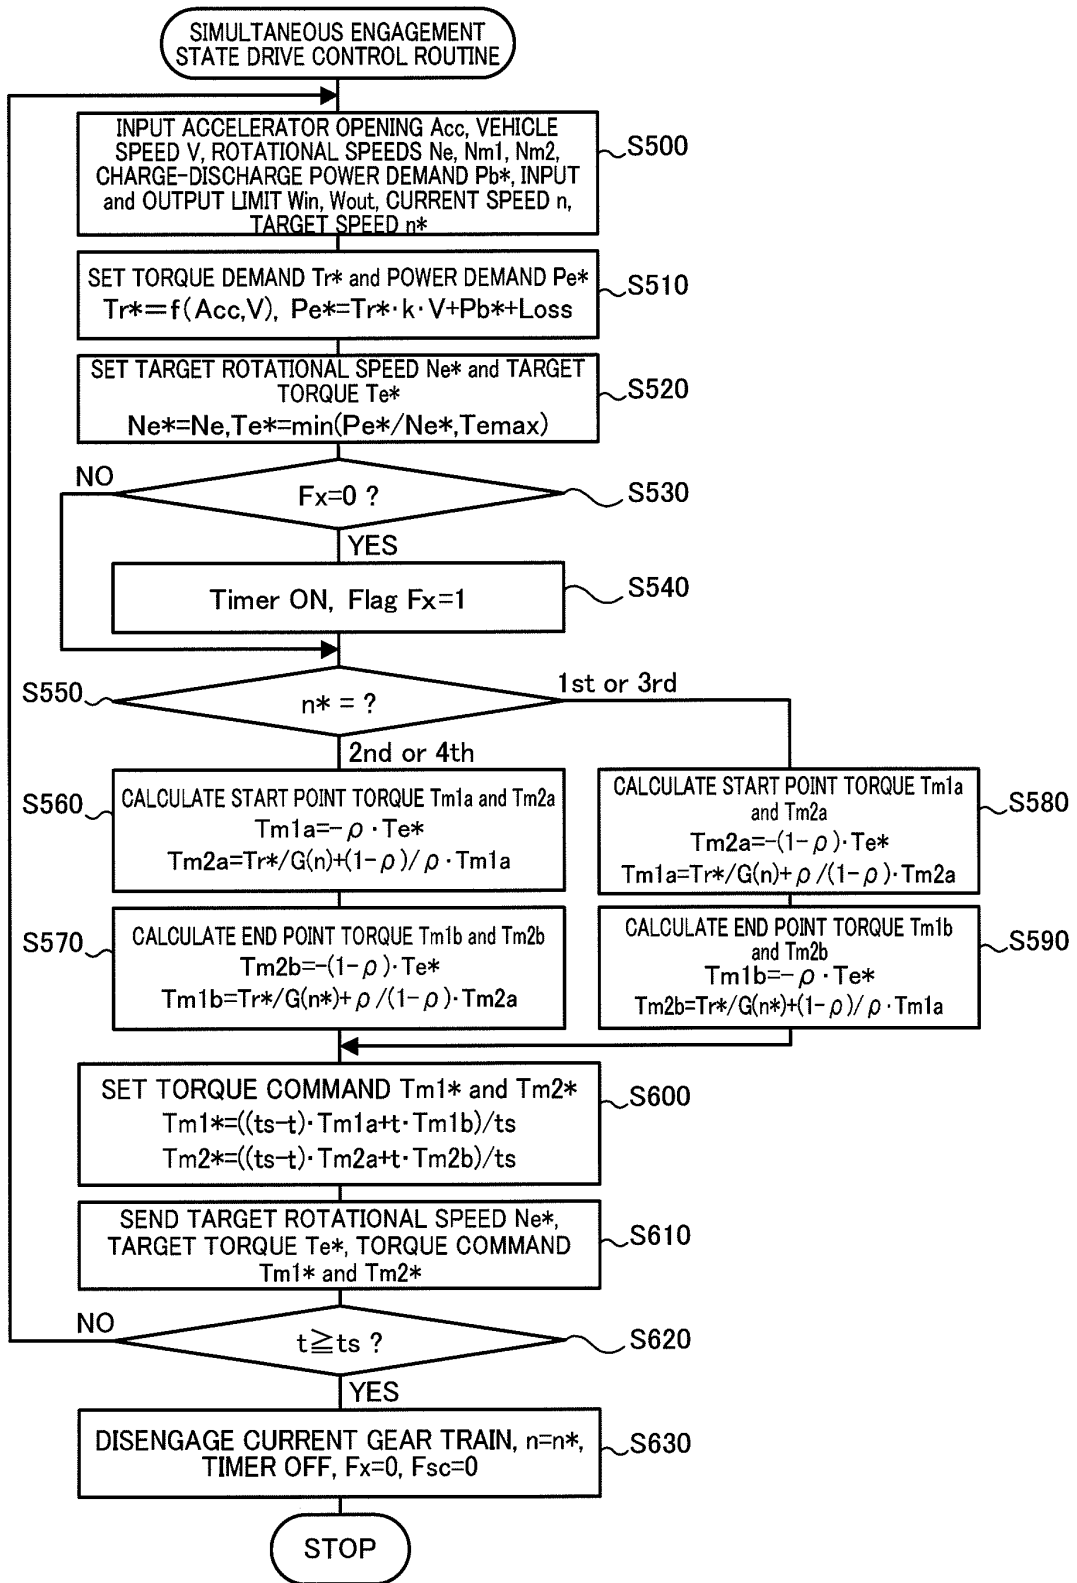 SIMULTANEOUS ENGAGEMENT
STATE DRIVE CONTROL ROUTINE
INPUT ACCELERATOR OPENING Acc, VEHICLE
SPEED V, ROTATIONAL SPEEDS Ne, Nm1, Nm2,
CHARGE-DISCHARGE POWER DEMAND Pb*, INPUT
and OUTPUT LIMIT Win, Wout, CURRENT SPEED n,
TARGET SPEED n*
S500
SET TORQUE DEMAND Tr* and POWER DEMAND Pe*
Tr*=f(Acc,V), Pe*=Tr*·k·V+Pb*+Loss
S510
SET TARGET ROTATIONAL SPEED Ne* and TARGET
TORQUE Te*
Ne*=Ne,Te*=min(Pe*/Ne*,Temax)
S520
NO
Fx=0 ?
S530
YES
Timer ON, Flag Fx=1
S540
S550
n* = ?
1st or 3rd
2nd or 4th
S560
CALCULATE START POINT TORQUE Tm1a and Tm2a
Tm1a=-ρ·Te*
Tm2a=Tr*/G(n)+(1-ρ)/ρ·Tm1a
CALCULATE START POINT TORQUE Tm1a
and Tm2a
Tm2a=-(1-ρ)·Te*
Tm1a=Tr*/G(n)+ρ/(1-ρ)·Tm2a
S580
S570
CALCULATE END POINT TORQUE Tm1b and Tm2b
Tm2b=-(1-ρ)·Te*
Tm1b=Tr*/G(n*)+ρ/(1-ρ)·Tm2a
CALCULATE END POINT TORQUE Tm1b
and Tm2b
Tm1b=-ρ·Te*
Tm2b=Tr*/G(n*)+(1-ρ)/ρ·Tm1a
S590
SET TORQUE COMMAND Tm1* and Tm2*
Tm1*=((ts-t)·Tm1a+t·Tm1b)/ts
Tm2*=((ts-t)·Tm2a+t·Tm2b)/ts
S600
SEND TARGET ROTATIONAL SPEED Ne*,
TARGET TORQUE Te*, TORQUE COMMAND
Tm1* and Tm2*
S610
NO
t≧ts ?
S620
YES
DISENGAGE CURRENT GEAR TRAIN, n=n*,
TIMER OFF, Fx=0, Fsc=0
S630
STOP